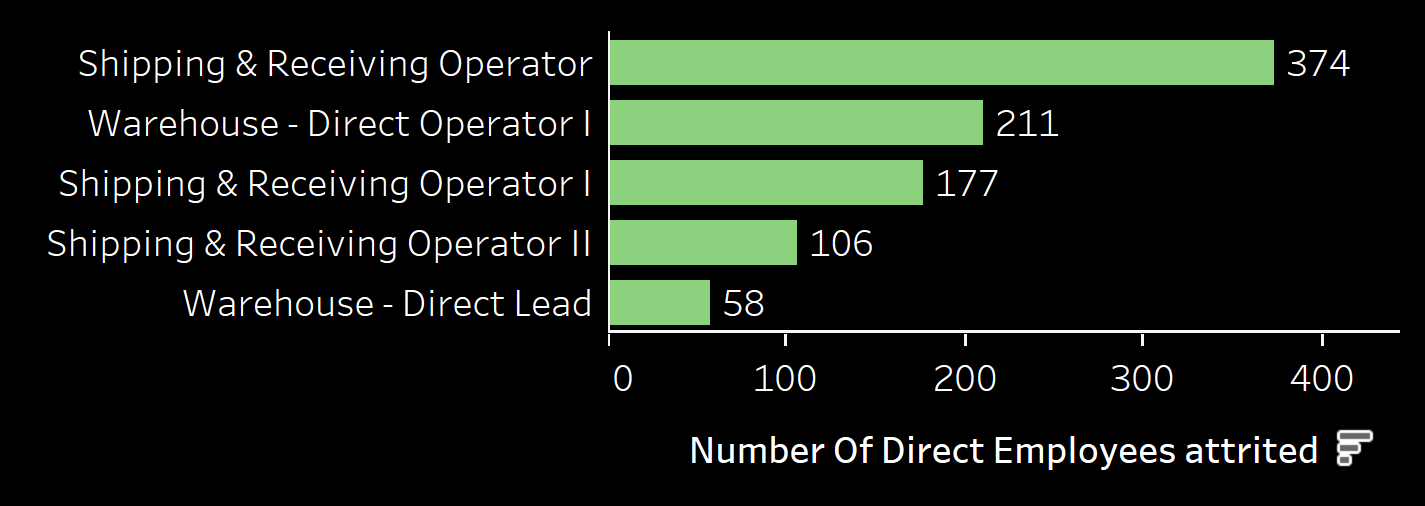 Shipping & Receiving Operator 374
Warehouse - Direct Operator I 211
Shipping & Receiving Operator I 177
Shipping & Receiving Operator II 106
Warehouse - Direct Lead 58
0 100 200 300 400
Number Of Direct Employees attrited